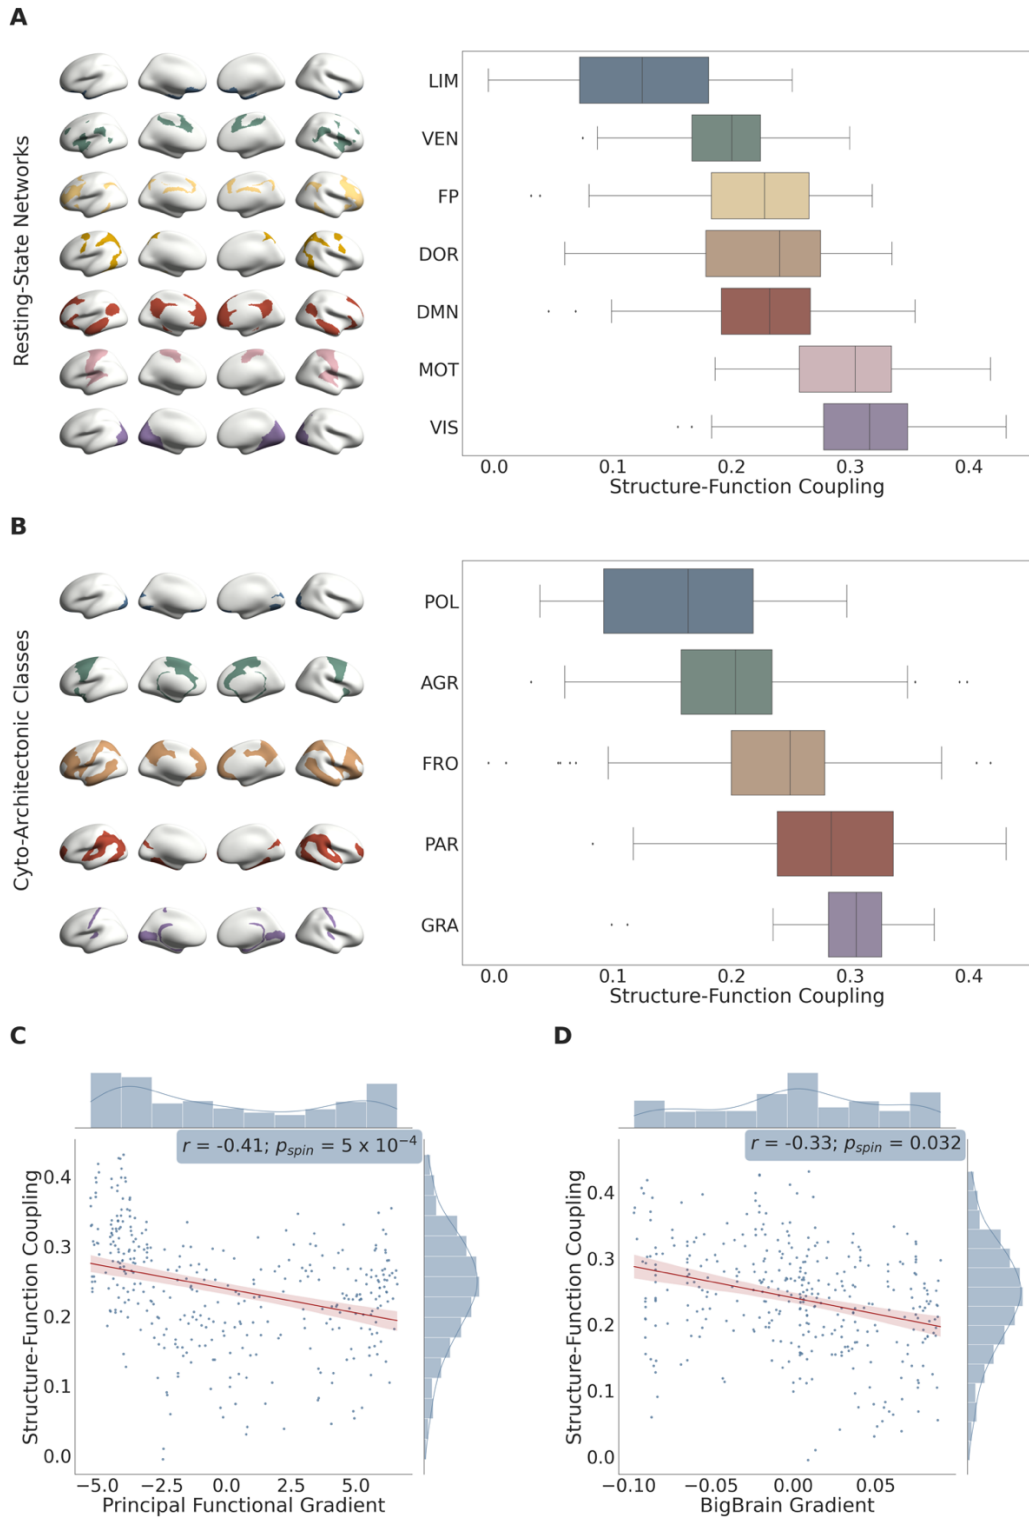 A
Resting-State Networks
LIM
VEN
FP
DOR
DMN
MOT
VIS
0.0 0.1 0.2 0.3 0.4
Structure-Function Coupling
B
Cyto-Architectonic Classes
POL
AGR
FRO
PAR
GRA
0.0 0.1 0.2 0.3 0.4
Structure-Function Coupling
C
r = -0.41; p_spin = 5 x 10⁻⁴
Structure-Function Coupling
0.4
0.3
0.2
0.1
0.0
−5.0 −2.5 0.0 2.5 5.0
Principal Functional Gradient
D
r = -0.33; p_spin = 0.032
Structure-Function Coupling
0.4
0.3
0.2
0.1
0.0
−0.10 −0.05 0.00 0.05
BigBrain Gradient